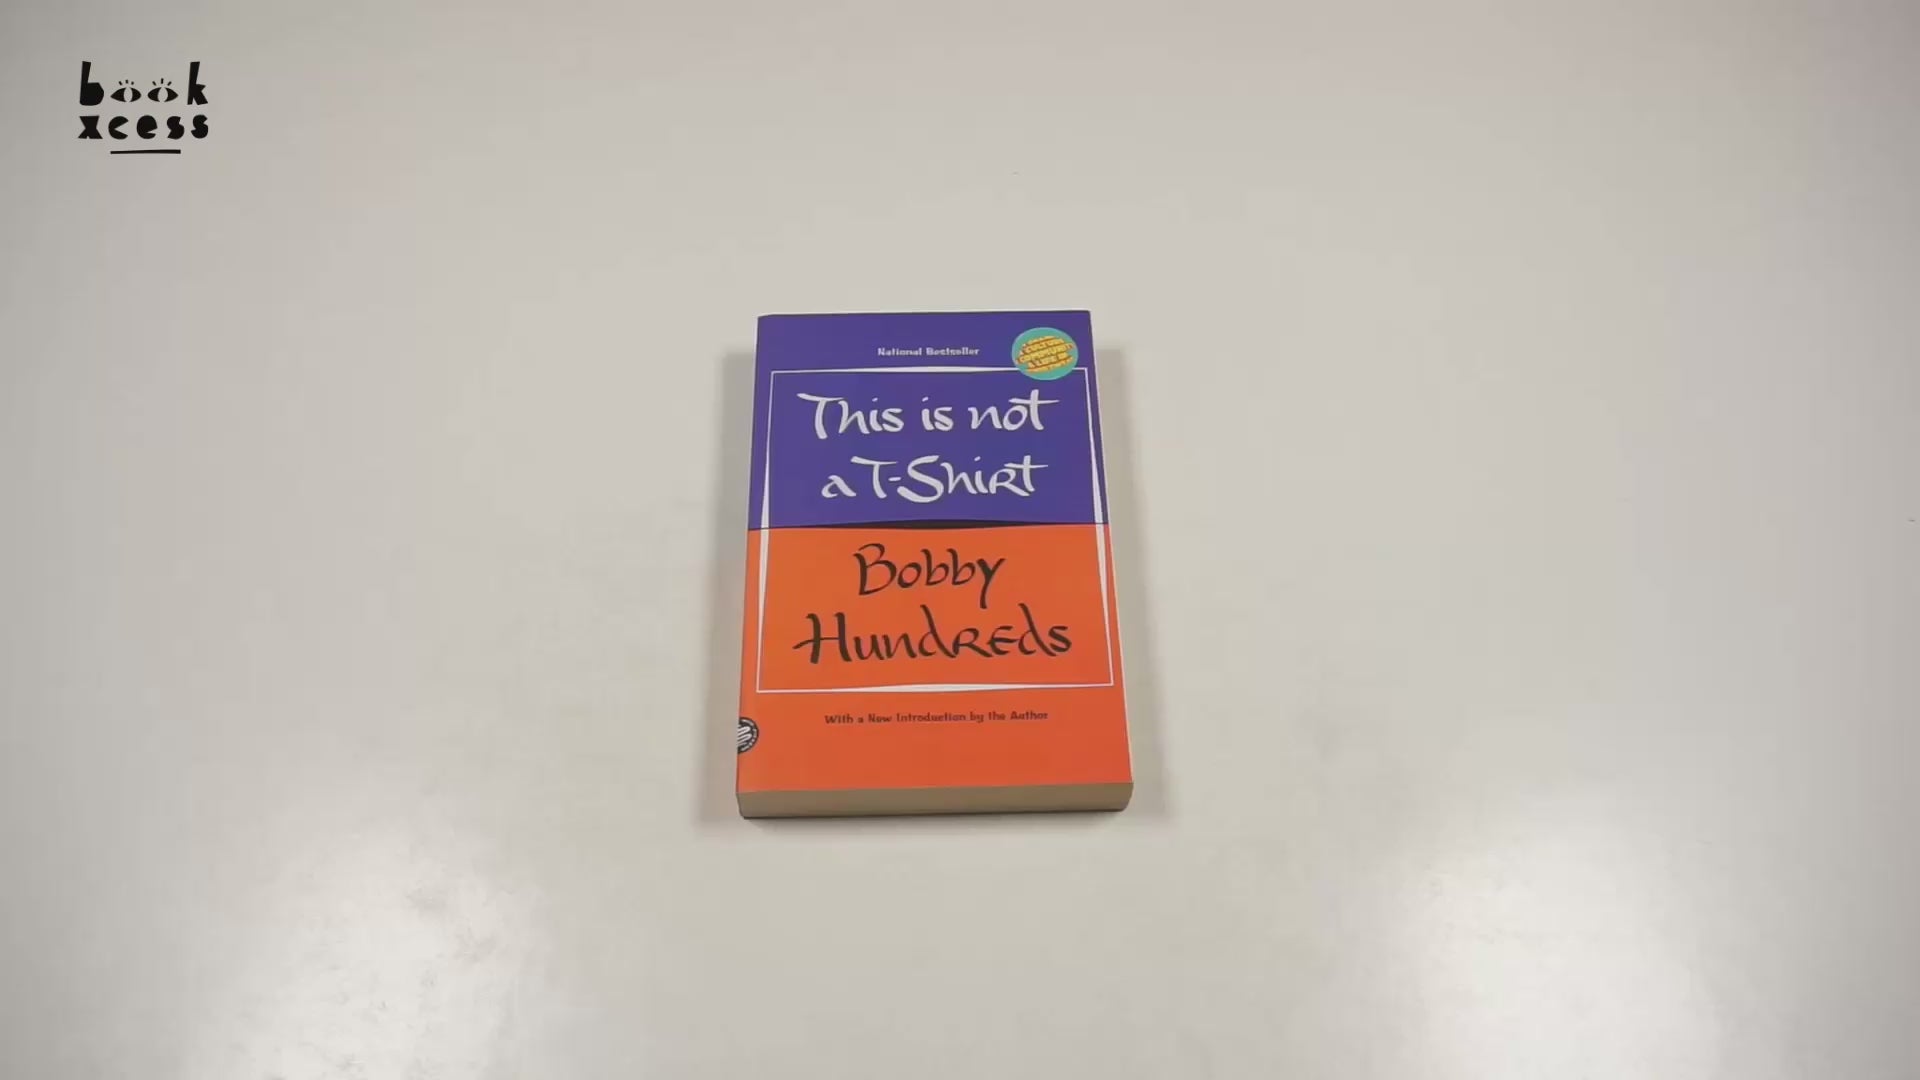 book
xcess
National Bestseller
This is not
a T-Shirt
Bobby
Hundreds
With a New Introduction by the Author